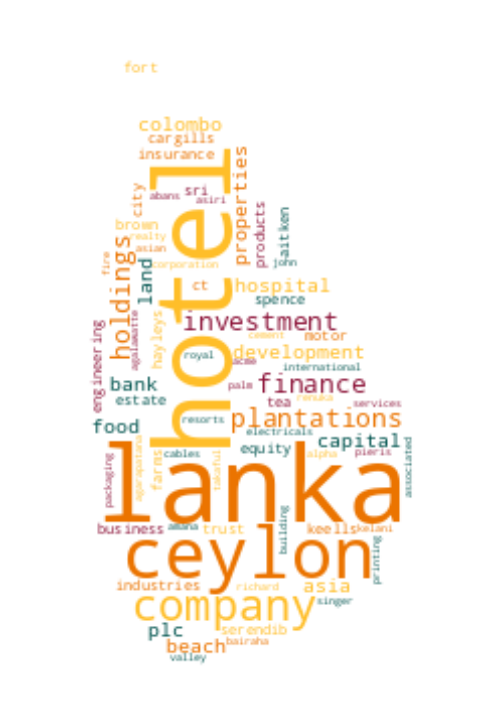 fort
colombo
cargills
insurance
hotel
properties
city
abans
sri
asiri
products
aitken
brown
realty
asian
holdings
fire
land
corporation
john
ct
hospital
spence
agalawatte
hayleys
investment
engineering
cement
motor
royal
development
acme
international
bank
palm
finance
estate
tea
renuka
services
food
resorts
plantations
electricals
capital
agarapatana
equity
packaging
farms
cables
takaful
alpha
pieris
associated
lanka
business
amana
trust
building
keells
kelani
ceylon
printing
industries
richard
asia
company
singer
plc
serendib
beach
bairaha
valley